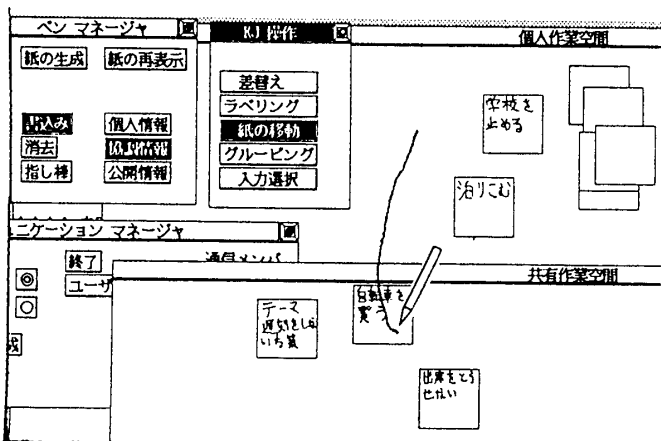 ペン マネージャ
紙の生成
紙の再表示
書込み
個人情報
消去
協同情報
指し棒
公開情報
KJ 操作
差替え
ラベリング
紙の移動
グルーピング
入力選択
個人作業空間
学校を
止める
泊りこむ
ニケーション マネージャ
終了
通信メンバ
ユーザ
共有作業空間
テーマ
遅刻をしな
い方策
自転車を
買う
出席をとら
せない